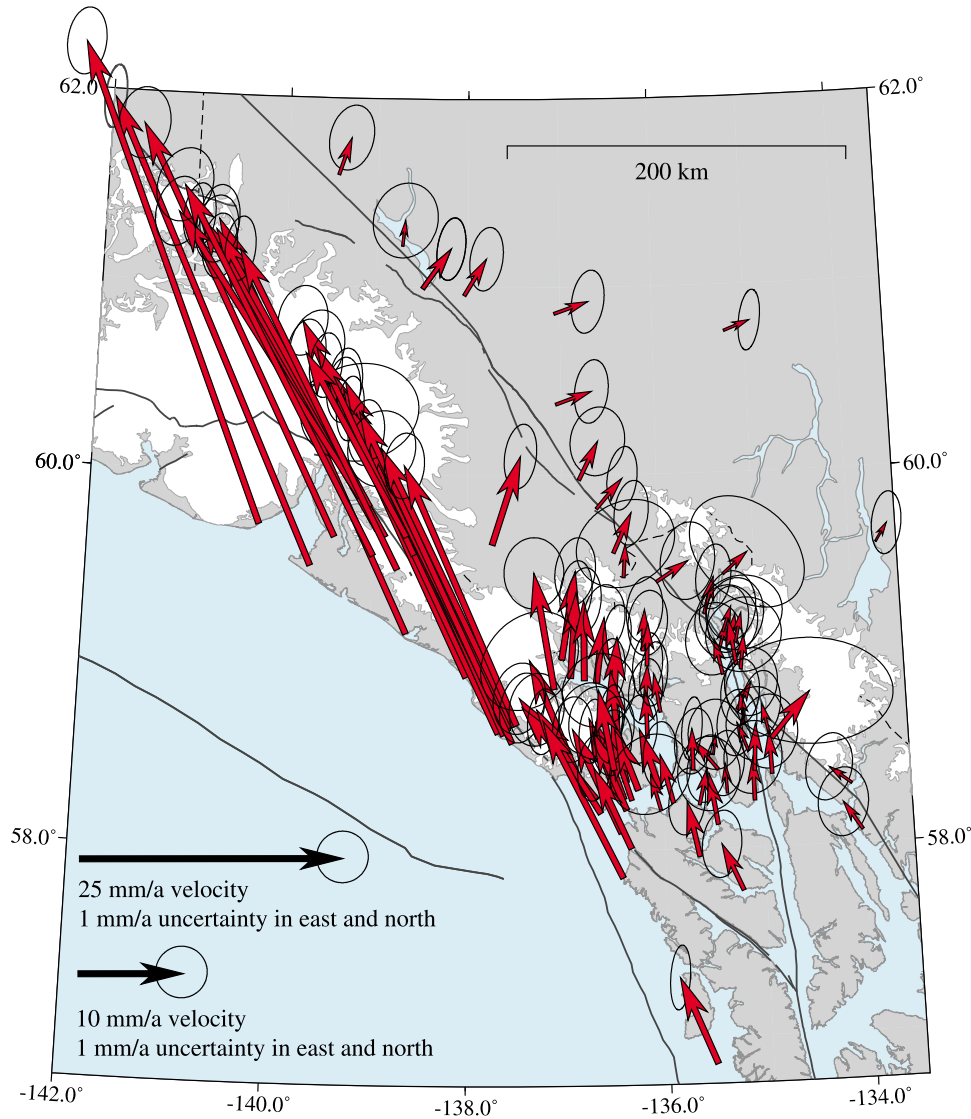 62.0°
62.0°
200 km
60.0°
60.0°
58.0°
58.0°
25 mm/a velocity
1 mm/a uncertainty in east and north
10 mm/a velocity
1 mm/a uncertainty in east and north
-142.0°
-140.0°
-138.0°
-136.0°
-134.0°